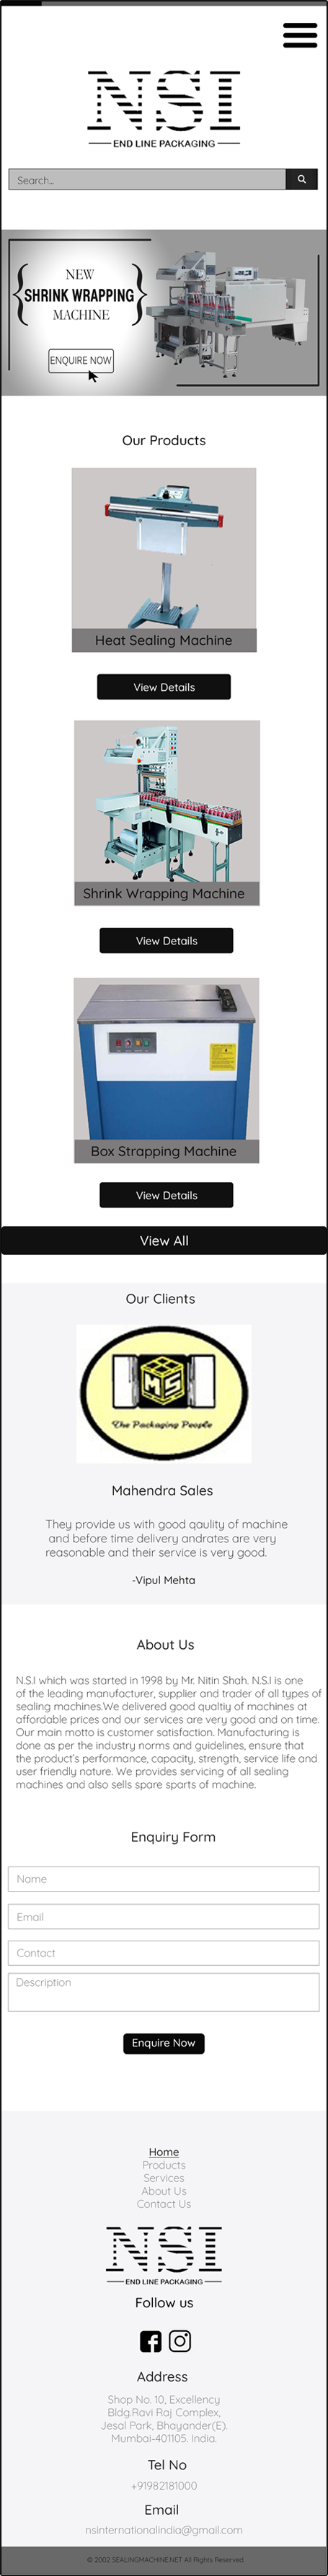 NSI
END LINE PACKAGING
Search...
NEW
SHRINK WRAPPING
MACHINE
ENQUIRE NOW
Our Products
Heat Sealing Machine
View Details
Shrink Wrapping Machine
View Details
Box Strapping Machine
View Details
View All
Our Clients
MS
The Packaging People
Mahendra Sales
They provide us with good qaulity of machine
and before time delivery andrates are very
reasonable and their service is very good.
-Vipul Mehta
About Us
N.S.I which was started in 1998 by Mr. Nitin Shah. N.S.I is one
of the leading manufacturer, supplier and trader of all types of
sealing machines.We delivered good qualtiy of machines at
affordable prices and our services are very good and on time.
Our main motto is customer satisfaction. Manufacturing is
done as per the industry norms and guidelines, ensure that
the product's performance, capacity, strength, service life and
user friendly nature. We provides servicing of all sealing
machines and also sells spare sparts of machine.
Enquiry Form
Name
Email
Contact
Description
Enquire Now
Home
Products
Services
About Us
Contact Us
NSI
END LINE PACKAGING
Follow us
Address
Shop No. 10, Excellency
Bldg.Ravi Raj Complex,
Jesal Park, Bhayander(E).
Mumbai-401105. India.
Tel No
+91982181000
Email
nsinternationalindia@gmail.com
© 2002 SEALINGMACHINE.NET All Rights Reserved.